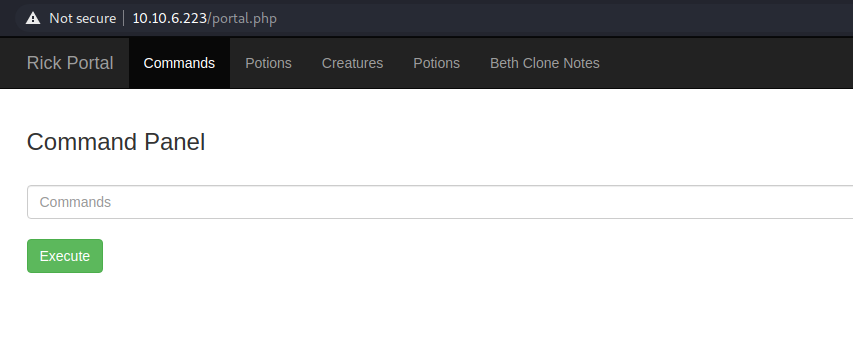 Not secure | 10.10.6.223/portal.php
Rick Portal Commands Potions Creatures Potions Beth Clone Notes
Command Panel
Commands
Execute